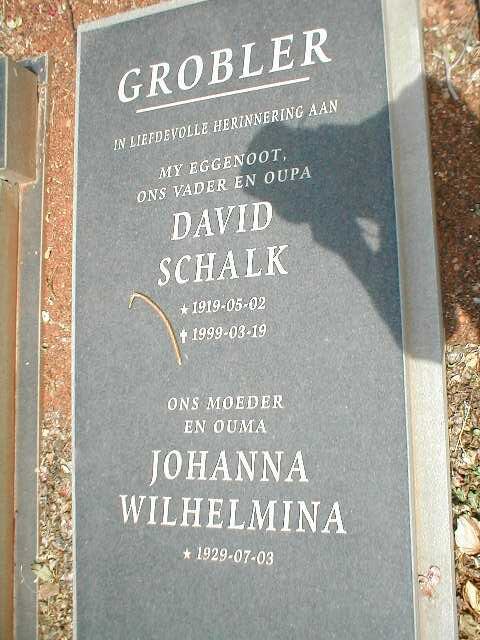 GROBLER
IN LIEFDEVOLLE HERINNERING AAN
MY EGGENOOT,
ONS VADER EN OUPA
DAVID
SCHALK
★ 1919-05-02
✝ 1999-03-19
ONS MOEDER
EN OUMA
JOHANNA
WILHELMINA
★ 1929-07-03